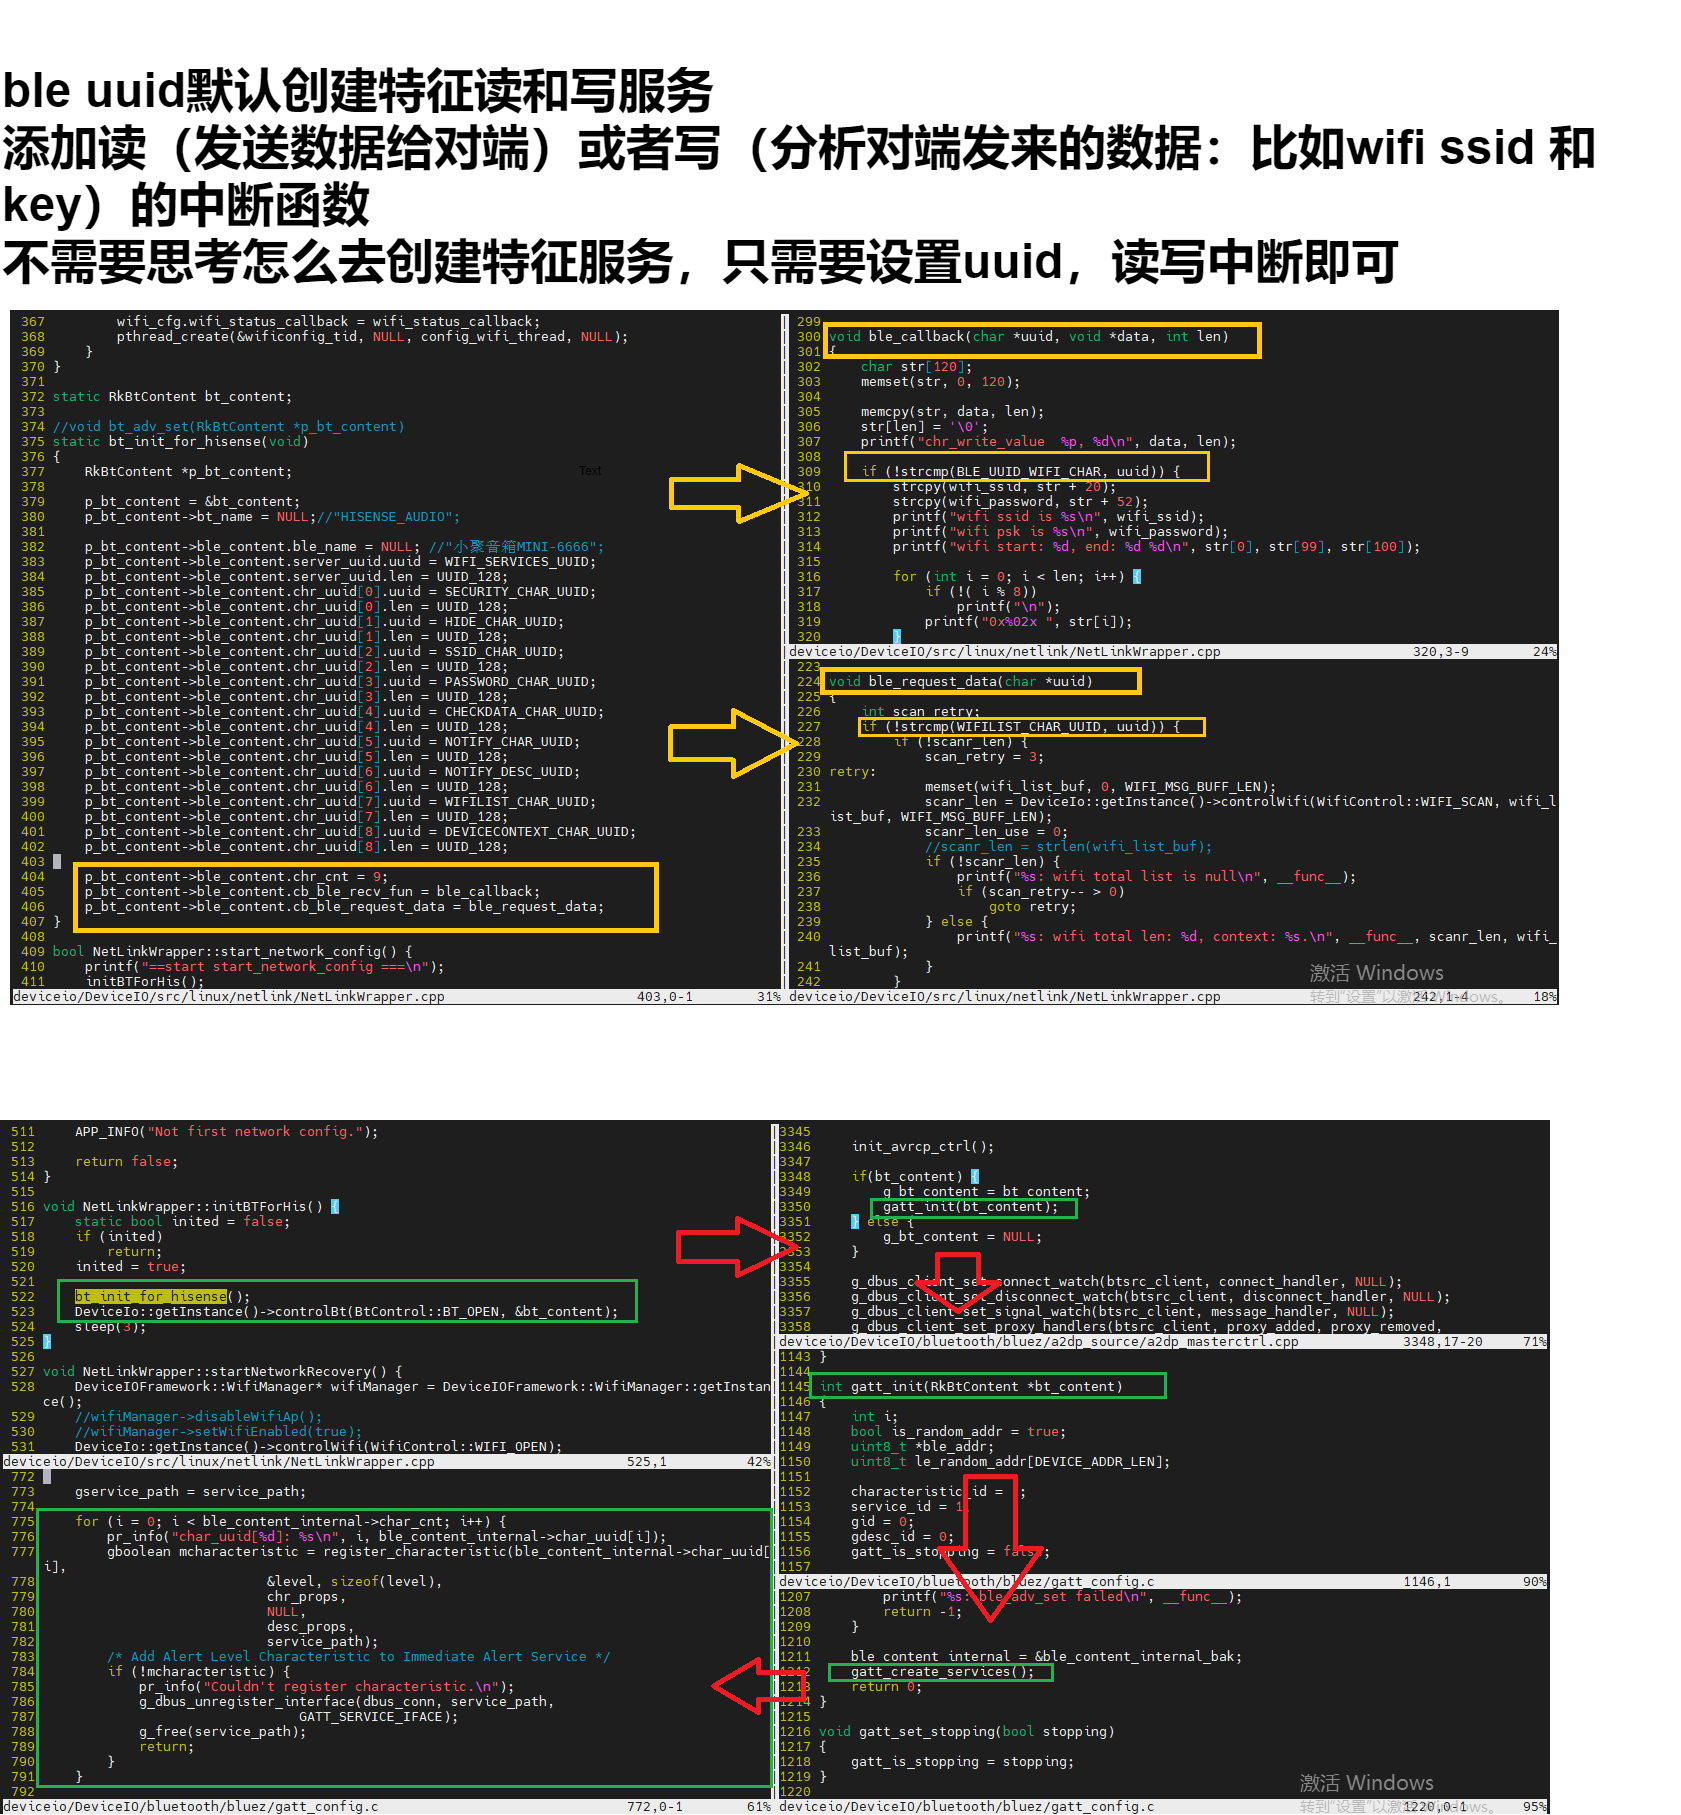 ble uuid默认创建特征读和写服务
添加读（发送数据给对端）或者写（分析对端发来的数据：比如wifi ssid 和
key）的中断函数
不需要思考怎么去创建特征服务，只需要设置uuid，读写中断即可
367         wifi_cfg.wifi_status_callback = wifi_status_callback;
368         pthread_create(&wificonfig_tid, NULL, config_wifi_thread, NULL);
369     }
370 }
371
372 static RkBtContent bt_content;
373
374 //void bt_adv_set(RkBtContent *p_bt_content)
375 static bt_init_for_hisense(void)
376 {
377     RkBtContent *p_bt_content;
Text
378
379     p_bt_content = &bt_content;
380     p_bt_content->bt_name = NULL;//"HISENSE_AUDIO";
381
382     p_bt_content->ble_content.ble_name = NULL; //"小聚音箱MINI-6666";
383     p_bt_content->ble_content.server_uuid.uuid = WIFI_SERVICES_UUID;
384     p_bt_content->ble_content.server_uuid.len = UUID_128;
385     p_bt_content->ble_content.chr_uuid[0].uuid = SECURITY_CHAR_UUID;
386     p_bt_content->ble_content.chr_uuid[0].len = UUID_128;
387     p_bt_content->ble_content.chr_uuid[1].uuid = HIDE_CHAR_UUID;
388     p_bt_content->ble_content.chr_uuid[1].len = UUID_128;
389     p_bt_content->ble_content.chr_uuid[2].uuid = SSID_CHAR_UUID;
390     p_bt_content->ble_content.chr_uuid[2].len = UUID_128;
391     p_bt_content->ble_content.chr_uuid[3].uuid = PASSWORD_CHAR_UUID;
392     p_bt_content->ble_content.chr_uuid[3].len = UUID_128;
393     p_bt_content->ble_content.chr_uuid[4].uuid = CHECKDATA_CHAR_UUID;
394     p_bt_content->ble_content.chr_uuid[4].len = UUID_128;
395     p_bt_content->ble_content.chr_uuid[5].uuid = NOTIFY_CHAR_UUID;
396     p_bt_content->ble_content.chr_uuid[5].len = UUID_128;
397     p_bt_content->ble_content.chr_uuid[6].uuid = NOTIFY_DESC_UUID;
398     p_bt_content->ble_content.chr_uuid[6].len = UUID_128;
399     p_bt_content->ble_content.chr_uuid[7].uuid = WIFILIST_CHAR_UUID;
400     p_bt_content->ble_content.chr_uuid[7].len = UUID_128;
401     p_bt_content->ble_content.chr_uuid[8].uuid = DEVICECONTEXT_CHAR_UUID;
402     p_bt_content->ble_content.chr_uuid[8].len = UUID_128;
403
404     p_bt_content->ble_content.chr_cnt = 9;
405     p_bt_content->ble_content.cb_ble_recv_fun = ble_callback;
406     p_bt_content->ble_content.cb_ble_request_data = ble_request_data;
407 }
408
409 bool NetLinkWrapper::start_network_config() {
410     printf("==start start_network_config ===\n");
411     initBTForHis();
deviceio/DeviceIO/src/linux/netlink/NetLinkWrapper.cpp 403,0-1 31%
299
300 void ble_callback(char *uuid, void *data, int len)
301 {
302     char str[120];
303     memset(str, 0, 120);
304
305     memcpy(str, data, len);
306     str[len] = '\0';
307     printf("chr_write_value  %p, %d\n", data, len);
308
309     if (!strcmp(BLE_UUID_WIFI_CHAR, uuid)) {
310         strcpy(wifi_ssid, str + 20);
311         strcpy(wifi_password, str + 52);
312         printf("wifi ssid is %s\n", wifi_ssid);
313         printf("wifi psk is %s\n", wifi_password);
314         printf("wifi start: %d, end: %d %d\n", str[0], str[99], str[100]);
315
316         for (int i = 0; i < len; i++) {
317             if (!( i % 8))
318                 printf("\n");
319             printf("0x%02x ", str[i]);
320         }
deviceio/DeviceIO/src/linux/netlink/NetLinkWrapper.cpp 320,3-9 24%
223
224 void ble_request_data(char *uuid)
225 {
226     int scan_retry;
227     if (!strcmp(WIFILIST_CHAR_UUID, uuid)) {
228         if (!scanr_len) {
229             scan_retry = 3;
230 retry:
231             memset(wifi_list_buf, 0, WIFI_MSG_BUFF_LEN);
232             scanr_len = DeviceIo::getInstance()->controlWifi(WifiControl::WIFI_SCAN, wifi_l
ist_buf, WIFI_MSG_BUFF_LEN);
233             scanr_len_use = 0;
234             //scanr_len = strlen(wifi_list_buf);
235             if (!scanr_len) {
236                 printf("%s: wifi total list is null\n", __func__);
237                 if (scan_retry-- > 0)
238                     goto retry;
239             } else {
240                 printf("%s: wifi total len: %d, context: %s.\n", __func__, scanr_len, wifi_
list_buf);
241             }
242         }
激活 Windows
转到"设置"以激活 Windows。
deviceio/DeviceIO/src/linux/netlink/NetLinkWrapper.cpp 242,1-4 18%
511     APP_INFO("Not first network config.");
512
513     return false;
514 }
515
516 void NetLinkWrapper::initBTForHis() {
517     static bool inited = false;
518     if (inited)
519         return;
520     inited = true;
521
522     bt_init_for_hisense();
523     DeviceIo::getInstance()->controlBt(BtControl::BT_OPEN, &bt_content);
524     sleep(3);
525 }
526
527 void NetLinkWrapper::startNetworkRecovery() {
528     DeviceIOFramework::WifiManager* wifiManager = DeviceIOFramework::WifiManager::getInstan
ce();
529     //wifiManager->disableWifiAp();
530     //wifiManager->setWifiEnabled(true);
531     DeviceIo::getInstance()->controlWifi(WifiControl::WIFI_OPEN);
deviceio/DeviceIO/src/linux/netlink/NetLinkWrapper.cpp 525,1 42%
772
773     gservice_path = service_path;
774
775     for (i = 0; i < ble_content_internal->char_cnt; i++) {
776         pr_info("char_uuid[%d]: %s\n", i, ble_content_internal->char_uuid[i]);
777         gboolean mcharacteristic = register_characteristic(ble_content_internal->char_uuid[
i],
778                             &level, sizeof(level),
779                             chr_props,
780                             NULL,
781                             desc_props,
782                             service_path);
783         /* Add Alert Level Characteristic to Immediate Alert Service */
784         if (!mcharacteristic) {
785             pr_info("Couldn't register characteristic.\n");
786             g_dbus_unregister_interface(dbus_conn, service_path,
787                                 GATT_SERVICE_IFACE);
788             g_free(service_path);
789             return;
790         }
791     }
792
deviceio/DeviceIO/bluetooth/bluez/gatt_config.c 772,0-1 61%
3345
3346     init_avrcp_ctrl();
3347
3348     if(bt_content) {
3349         g_bt_content = bt_content;
3350         gatt_init(bt_content);
3351     } else {
3352         g_bt_content = NULL;
3353     }
3354
3355     g_dbus_client_set_connect_watch(btsrc_client, connect_handler, NULL);
3356     g_dbus_client_set_disconnect_watch(btsrc_client, disconnect_handler, NULL);
3357     g_dbus_client_set_signal_watch(btsrc_client, message_handler, NULL);
3358     g_dbus_client_set_proxy_handlers(btsrc_client, proxy_added, proxy_removed,
deviceio/DeviceIO/bluetooth/bluez/a2dp_source/a2dp_masterctrl.cpp 3348,17-20 71%
1143 }
1144
1145 int gatt_init(RkBtContent *bt_content)
1146 {
1147     int i;
1148     bool is_random_addr = true;
1149     uint8_t *ble_addr;
1150     uint8_t le_random_addr[DEVICE_ADDR_LEN];
1151
1152     characteristic_id = ;
1153     service_id = 1
1154     gid = 0;
1155     gdesc_id = 0;
1156     gatt_is_stopping = false;
1157
deviceio/DeviceIO/bluetooth/bluez/gatt_config.c 1146,1 90%
1207         printf("%s: ble_adv_set failed\n", __func__);
1208         return -1;
1209     }
1210
1211     ble_content_internal = &ble_content_internal_bak;
1212     gatt_create_services();
1213     return 0;
1214 }
1215
1216 void gatt_set_stopping(bool stopping)
1217 {
1218     gatt_is_stopping = stopping;
1219 }
1220
激活 Windows
转到"设置"以激活 Windows。
deviceio/DeviceIO/bluetooth/bluez/gatt_config.c 1220,0-1 95%